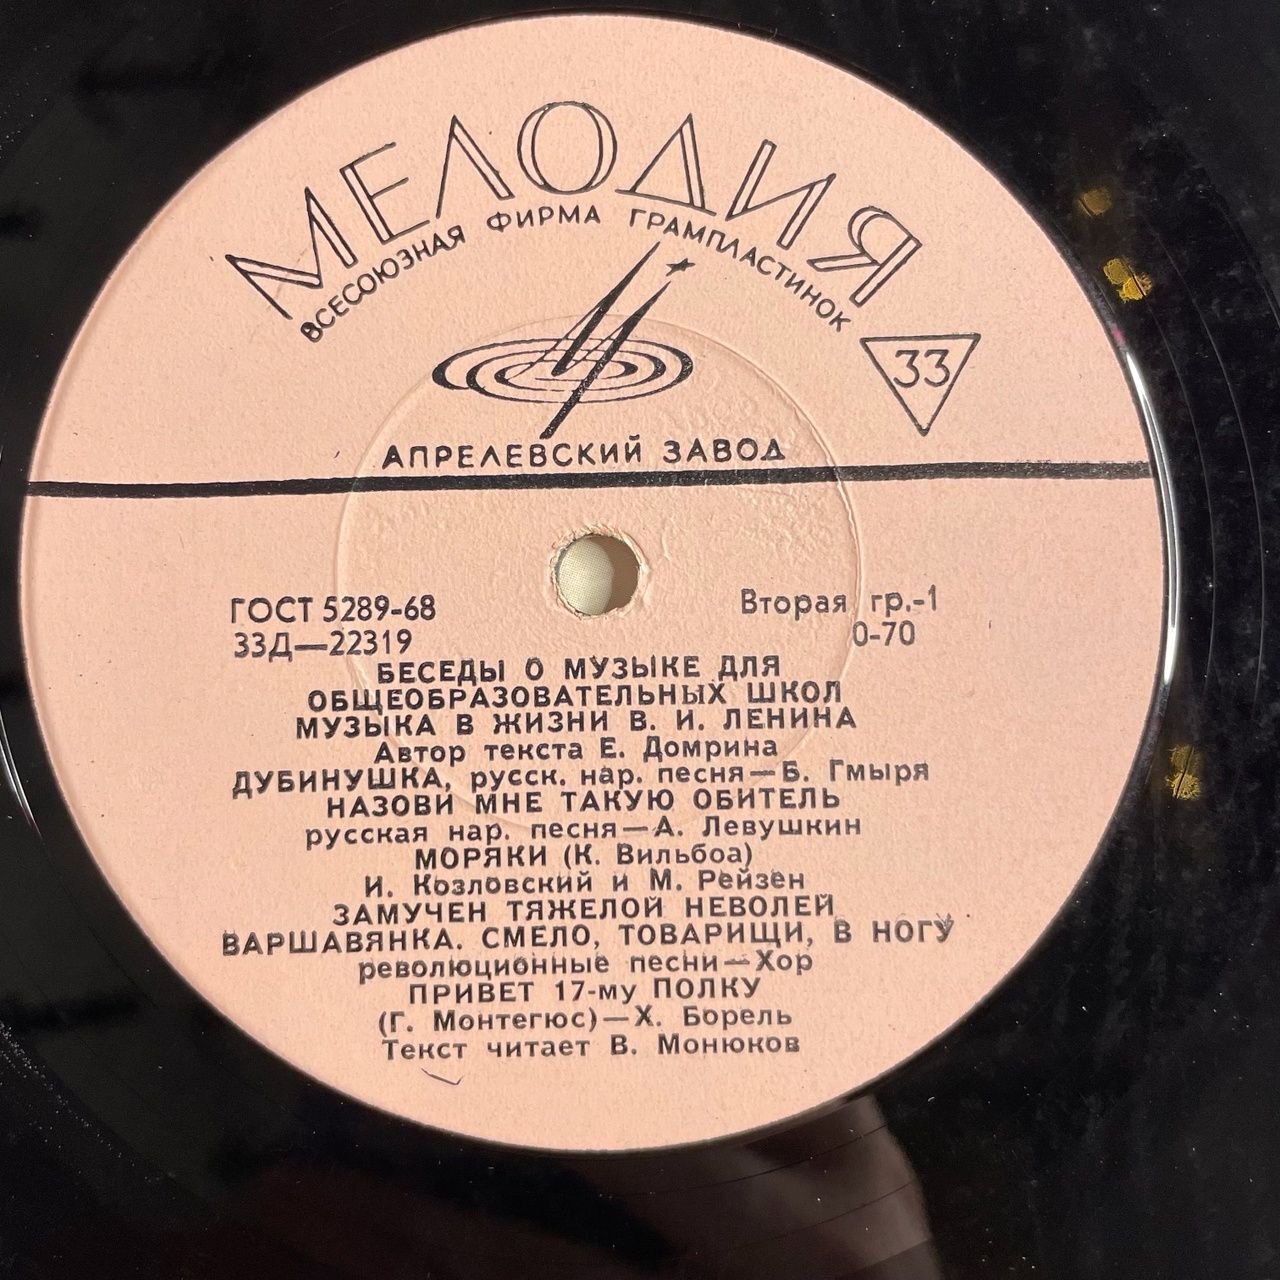 МЕЛОДИЯ
ВСЕСОЮЗНАЯ ФИРМА ГРАМПЛАСТИНОК
33
АПРЕЛЕВСКИЙ ЗАВОД
ГОСТ 5289-68
Вторая гр.-1
33Д—22319
0-70
БЕСЕДЫ О МУЗЫКЕ ДЛЯ
ОБЩЕОБРАЗОВАТЕЛЬНЫХ ШКОЛ
МУЗЫКА В ЖИЗНИ В. И. ЛЕНИНА
Автор текста Е. Домрина
ДУБИНУШКА, русск. нар. песня—Б. Гмыря
НАЗОВИ МНЕ ТАКУЮ ОБИТЕЛЬ
русская нар. песня—А. Левушкин
МОРЯКИ (К. Вильбоа)
И. Козловский и М. Рейзен
ЗАМУЧЕН ТЯЖЕЛОЙ НЕВОЛЕЙ
ВАРШАВЯНКА. СМЕЛО, ТОВАРИЩИ, В НОГУ
революционные песни—Хор
ПРИВЕТ 17-му ПОЛКУ
(Г. Монтегюс)—Х. Борель
Текст читает В. Монюков